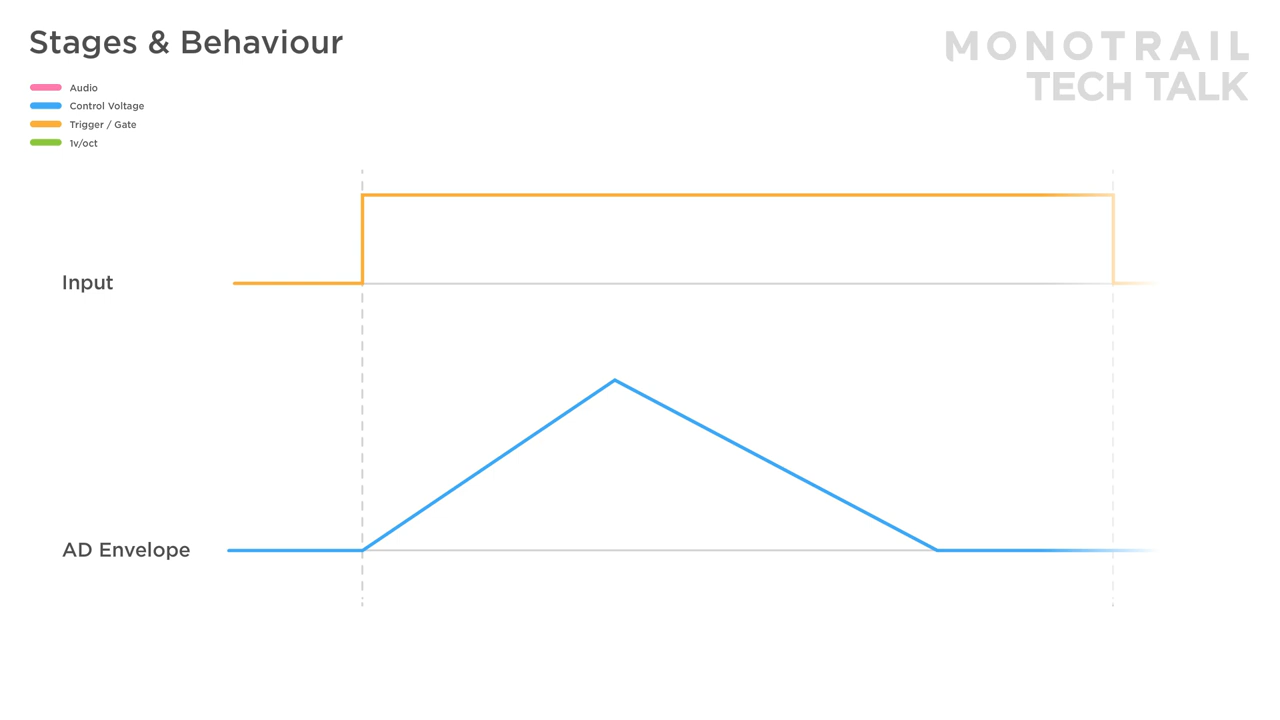 Stages & Behaviour
MONOTRAIL
TECH TALK
Audio
Control Voltage
Trigger / Gate
1v/oct
Input
AD Envelope